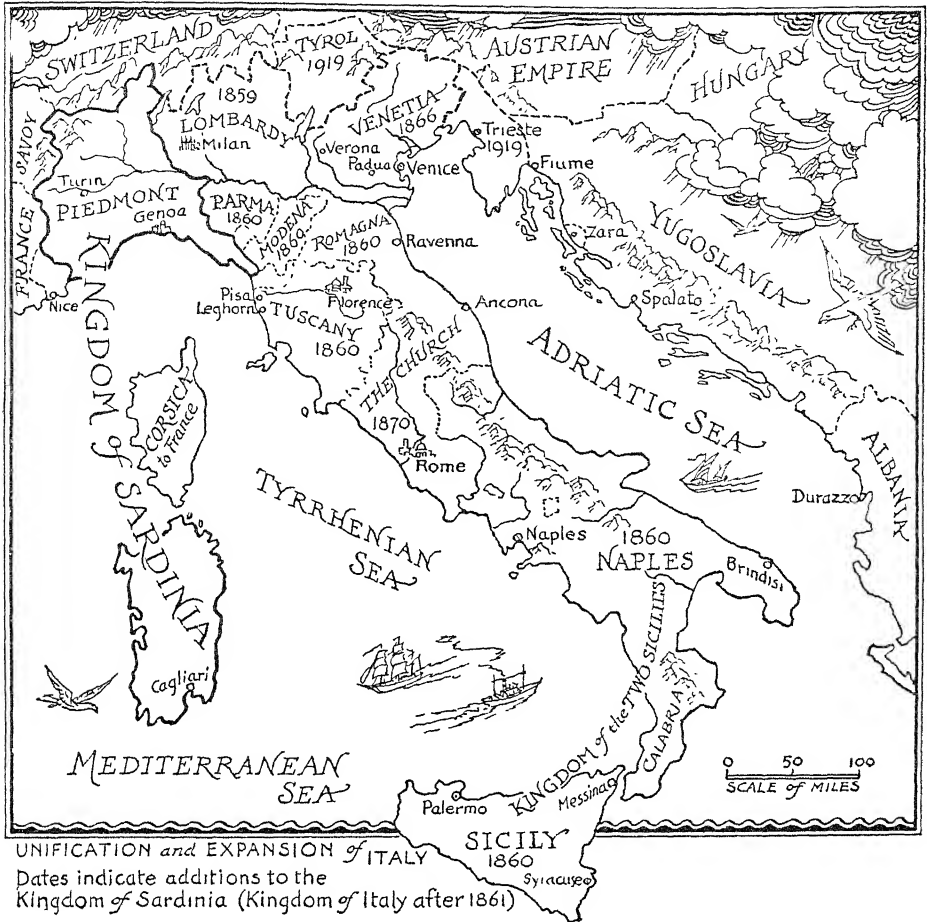 SWITZERLAND
TYROL
1919
AUSTRIAN
EMPIRE
HUNGARY
SAVOY
1859
LOMBARDY
Milan
VENETIA
1866
Verona
Padua
Venice
Trieste
1919
Fiume
FRANCE
Turin
PIEDMONT
Genoa
Nice
PARMA
1860
MODENA
1860
ROMAGNA
1860
Ravenna
Zara
YUGOSLAVIA
Spalato
Pisa
Leghorn
Florence
TUSCANY
1860
Ancona
THE CHURCH
1870
Rome
ADRIATIC SEA
KINGDOM of SARDINIA
CORSICA
to France
TYRRHENIAN
SEA
ALBANIA
Durazzo
Naples
1860
NAPLES
Brindisi
Cagliari
KINGDOM of the TWO SICILIES
CALABRIA
MEDITERRANEAN
SEA
0 50 100
SCALE of MILES
Palermo
Messina
SICILY
1860
Syracuse
UNIFICATION and EXPANSION of ITALY
Dates indicate additions to the
Kingdom of Sardinia (Kingdom of Italy after 1861)